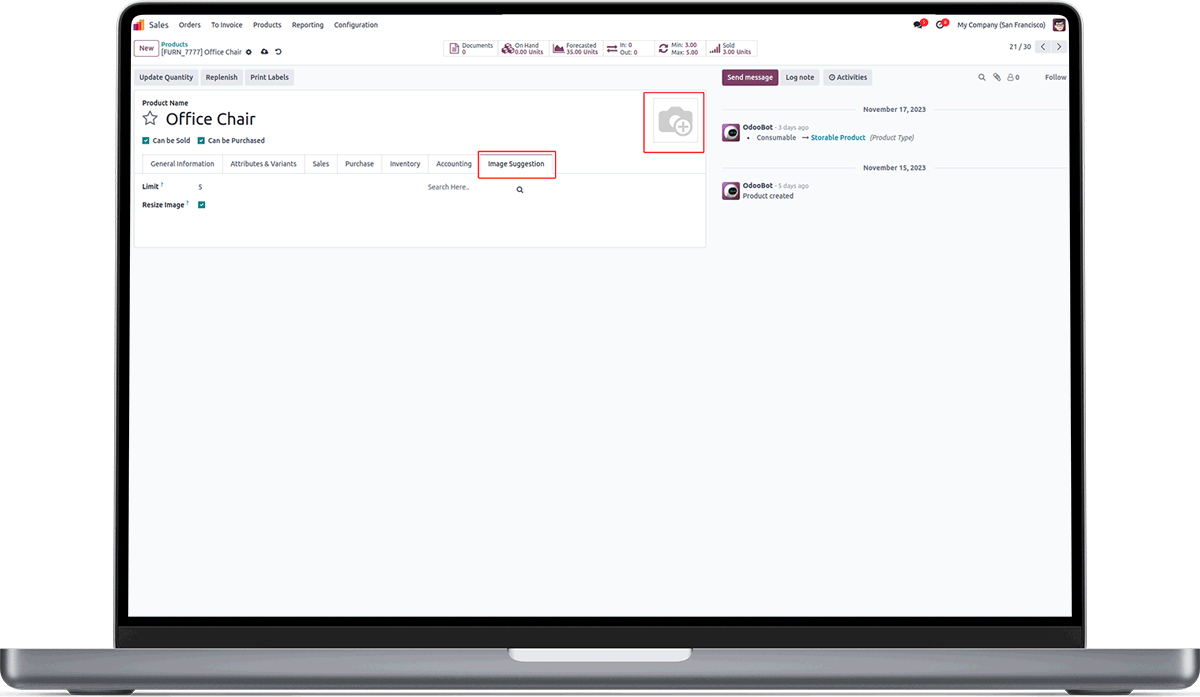 Sales Orders To Invoice Products Reporting Configuration 5 8 My Company (San Francisco)
New Products
[FURN_7777] Office Chair
Documents 0
On Hand 0.00 Units
Forecasted 35.00 Units
In: 0 Out: 0
Min: 3.00 Max: 5.00
Sold 3.00 Units
21 / 30
Update Quantity Replenish Print Labels
Send message Log note Activities 0 Follow
Product Name
Office Chair
Can be Sold Can be Purchased
General Information Attributes & Variants Sales Purchase Inventory Accounting Image Suggestion
Limit ? 5 Search Here..
Resize Image ?
November 17, 2023
OdooBot - 3 days ago
• Consumable → Storable Product (Product Type)
November 15, 2023
OdooBot - 5 days ago
Product created